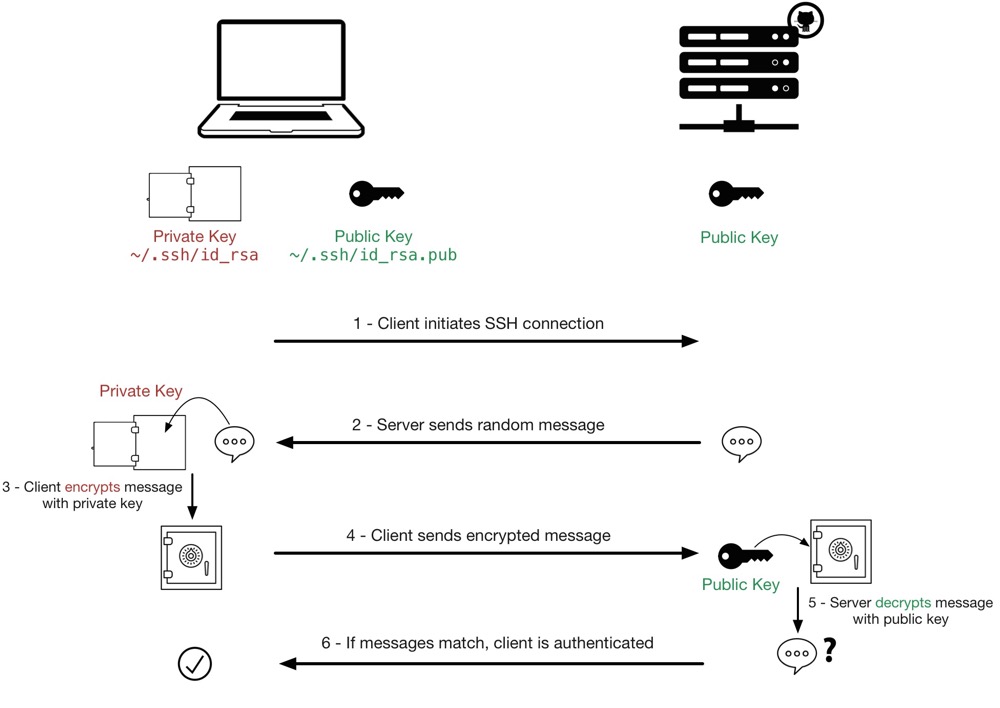 Private Key
~/.ssh/id_rsa
Public Key
~/.ssh/id_rsa.pub
Public Key
1 - Client initiates SSH connection
Private Key
2 - Server sends random message
3 - Client encrypts message
with private key
4 - Client sends encrypted message
Public Key
5 - Server decrypts message
with public key
6 - If messages match, client is authenticated
?